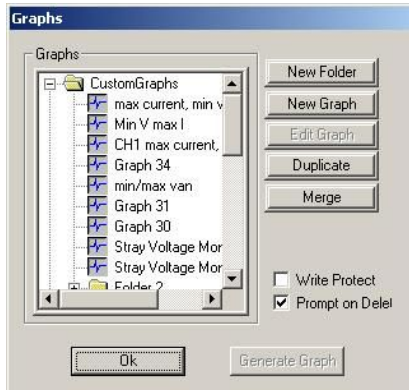 Graphs
Graphs
CustomGraphs
max current, min v
Min V max I
CH1 max current,
Graph 34
min/max van
Graph 31
Graph 30
Stray Voltage Mor
Stray Voltage Mor
Folder 2
New Folder
New Graph
Edit Graph
Duplicate
Merge
Write Protect
Prompt on Delet
Ok
Generate Graph